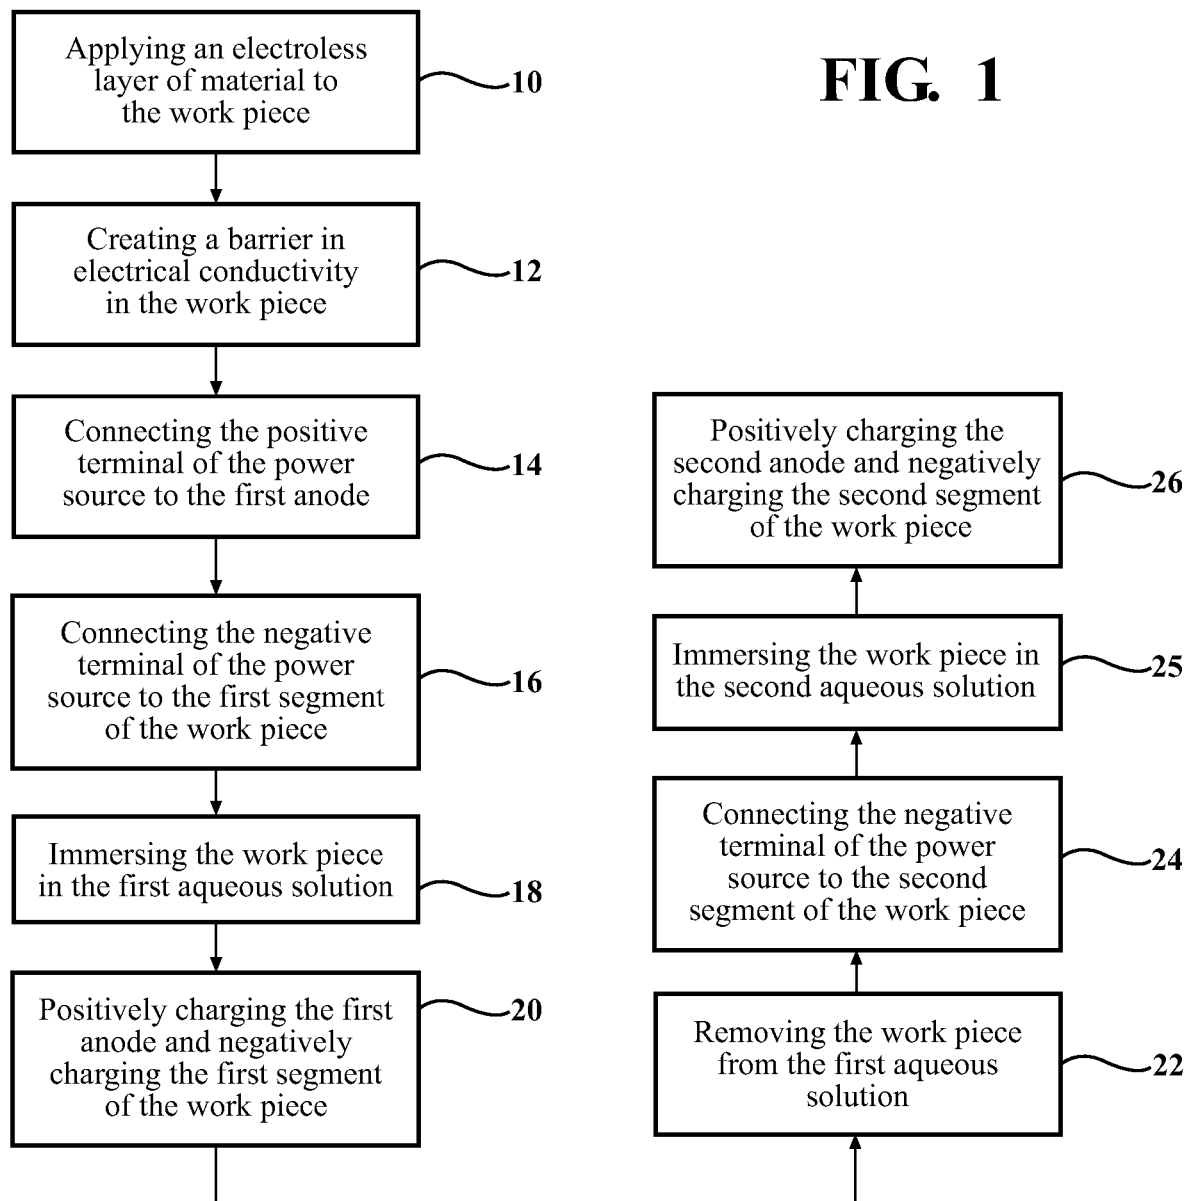 FIG. 1
Applying an electroless
layer of material to
the work piece
10
Creating a barrier in
electrical conductivity
in the work piece
12
Connecting the positive
terminal of the power
source to the first anode
14
Connecting the negative
terminal of the power
source to the first segment
of the work piece
16
Immersing the work piece
in the first aqueous solution
18
Positively charging the first
anode and negatively
charging the first segment
of the work piece
20
Removing the work piece
from the first aqueous
solution
22
Connecting the negative
terminal of the power
source to the second
segment of the work piece
24
Immersing the work piece in
the second aqueous solution
25
Positively charging the
second anode and negatively
charging the second segment
of the work piece
26